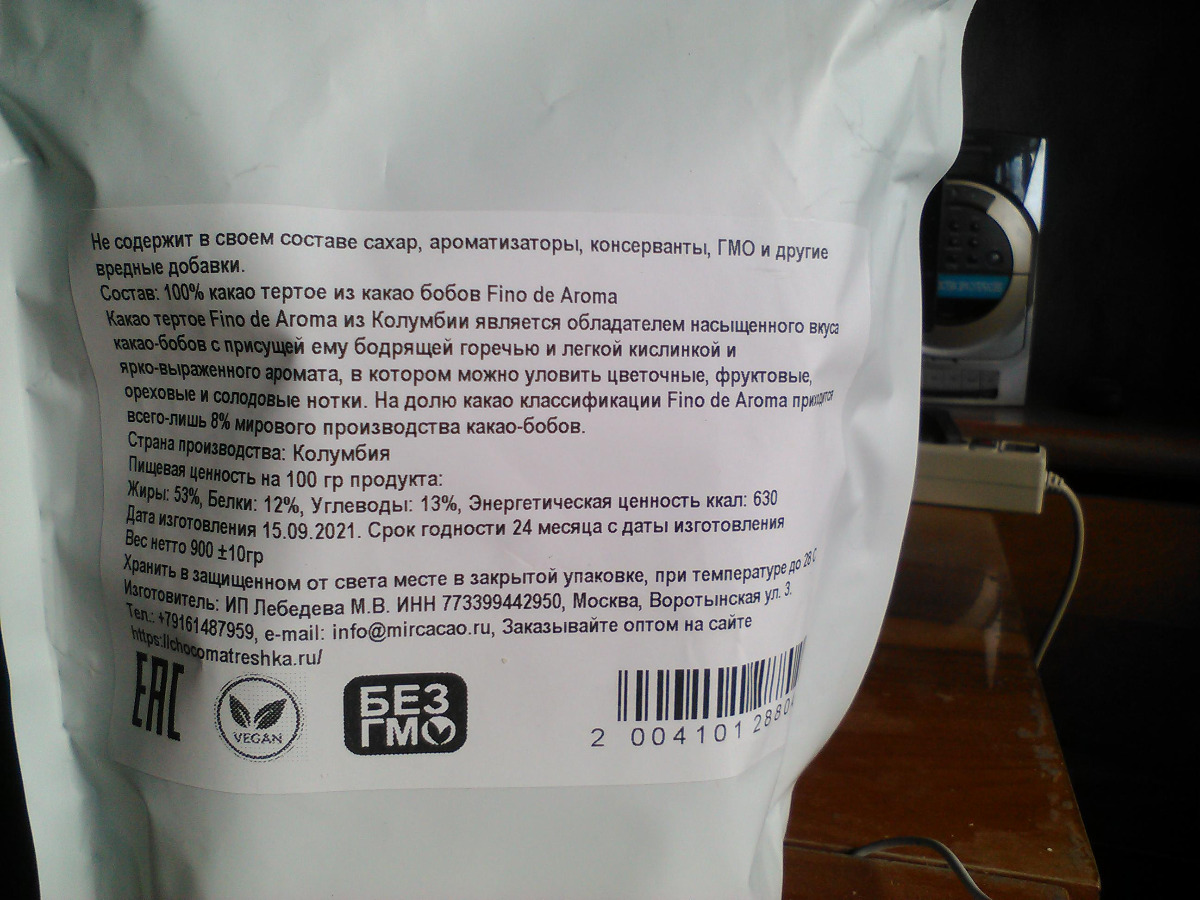 Не содержит в своем составе сахар, ароматизаторы, консерванты, ГМО и другие
вредные добавки.
Состав: 100% какао тертое из какао бобов Fino de Aroma
Какао тертое Fino de Aroma из Колумбии является обладателем насыщенного вкуса
какао-бобов с присущей ему бодрящей горечью и легкой кислинкой и
ярко-выраженного аромата, в котором можно уловить цветочные, фруктовые,
ореховые и солодовые нотки. На долю какао классификации Fino de Aroma приходится
всего-лишь 8% мирового производства какао-бобов.
Страна производства: Колумбия
Пищевая ценность на 100 гр продукта:
Жиры: 53%, Белки: 12%, Углеводы: 13%, Энергетическая ценность ккал: 630
Дата изготовления 15.09.2021. Срок годности 24 месяца с даты изготовления
Вес нетто 900 ±10гр
Хранить в защищенном от света месте в закрытой упаковке, при температуре до 28 С
Изготовитель: ИП Лебедева М.В. ИНН 773399442950, Москва, Воротынская ул. 3.
Тел.: +79161487959, e-mail: info@mircacao.ru, Заказывайте оптом на сайте
https://chocomatreshka.ru/
EAC
VEGAN
БЕЗ
ГМО
2 004101